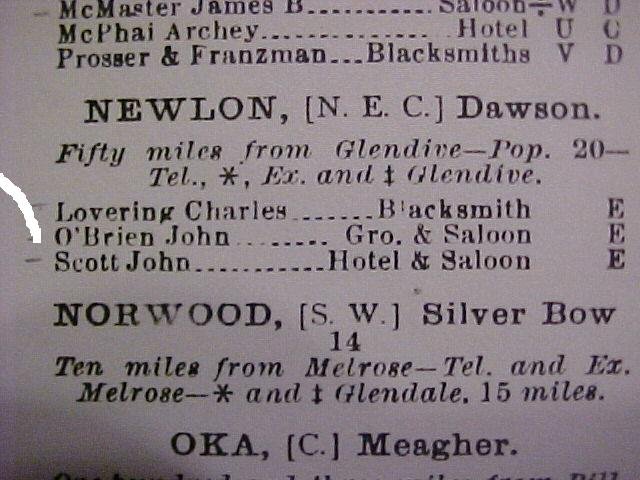 McMaster James B........... Saloon÷ W D
McPhai Archey............... Hotel U C
Prosser & Franzman...Blacksmiths V D
NEWLON, [N. E. C.] Dawson.
Fifty miles from Glendive—Pop. 20—
Tel., *, Ex. and ‡ Glendive.
Lovering Charles.......Blacksmith E
O'Brien John......... Gro. & Saloon E
Scott John...........Hotel & Saloon E
NORWOOD, [S. W.] Silver Bow
14
Ten miles from Melrose—Tel. and Ex.
Melrose—* and ‡ Glendale, 15 miles.
OKA, [C.] Meagher.